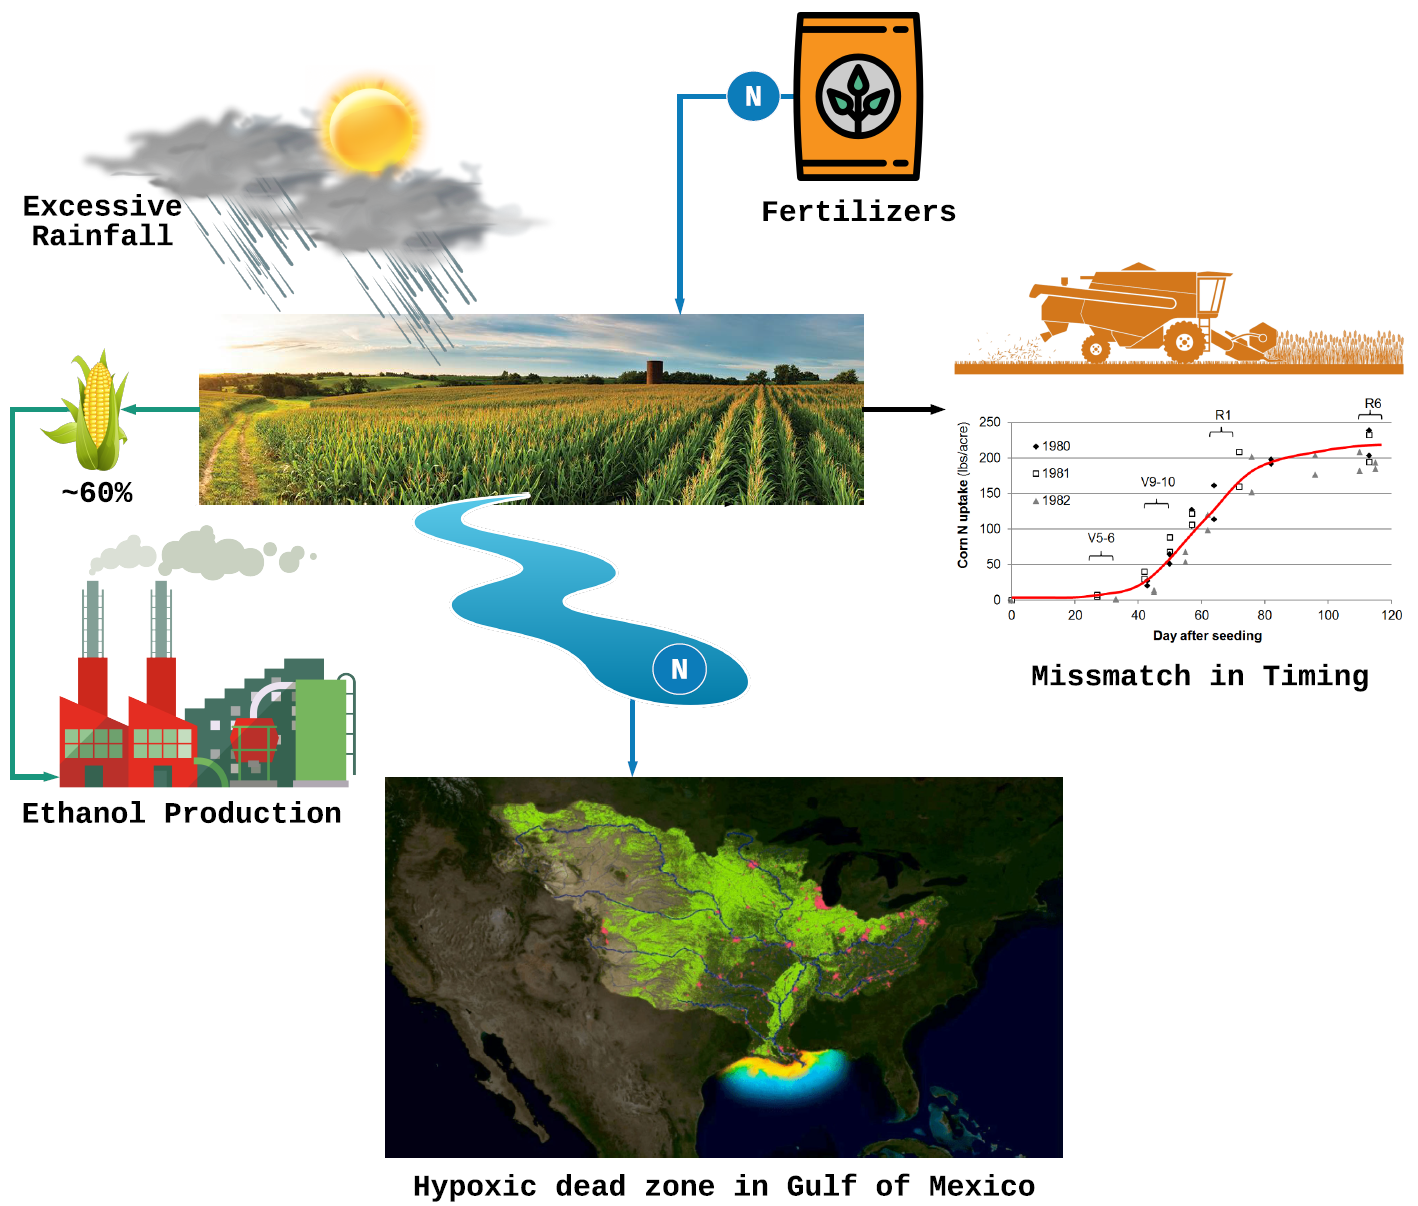 N
Fertilizers
Excessive
Rainfall
~60%
Ethanol Production
R1
R6
V9-10
V5-6
1980
1981
1982
Corn N uptake (lbs/acre)
250
200
150
100
50
0
0 20 40 60 80 100 120
Day after seeding
Missmatch in Timing
N
Hypoxic dead zone in Gulf of Mexico